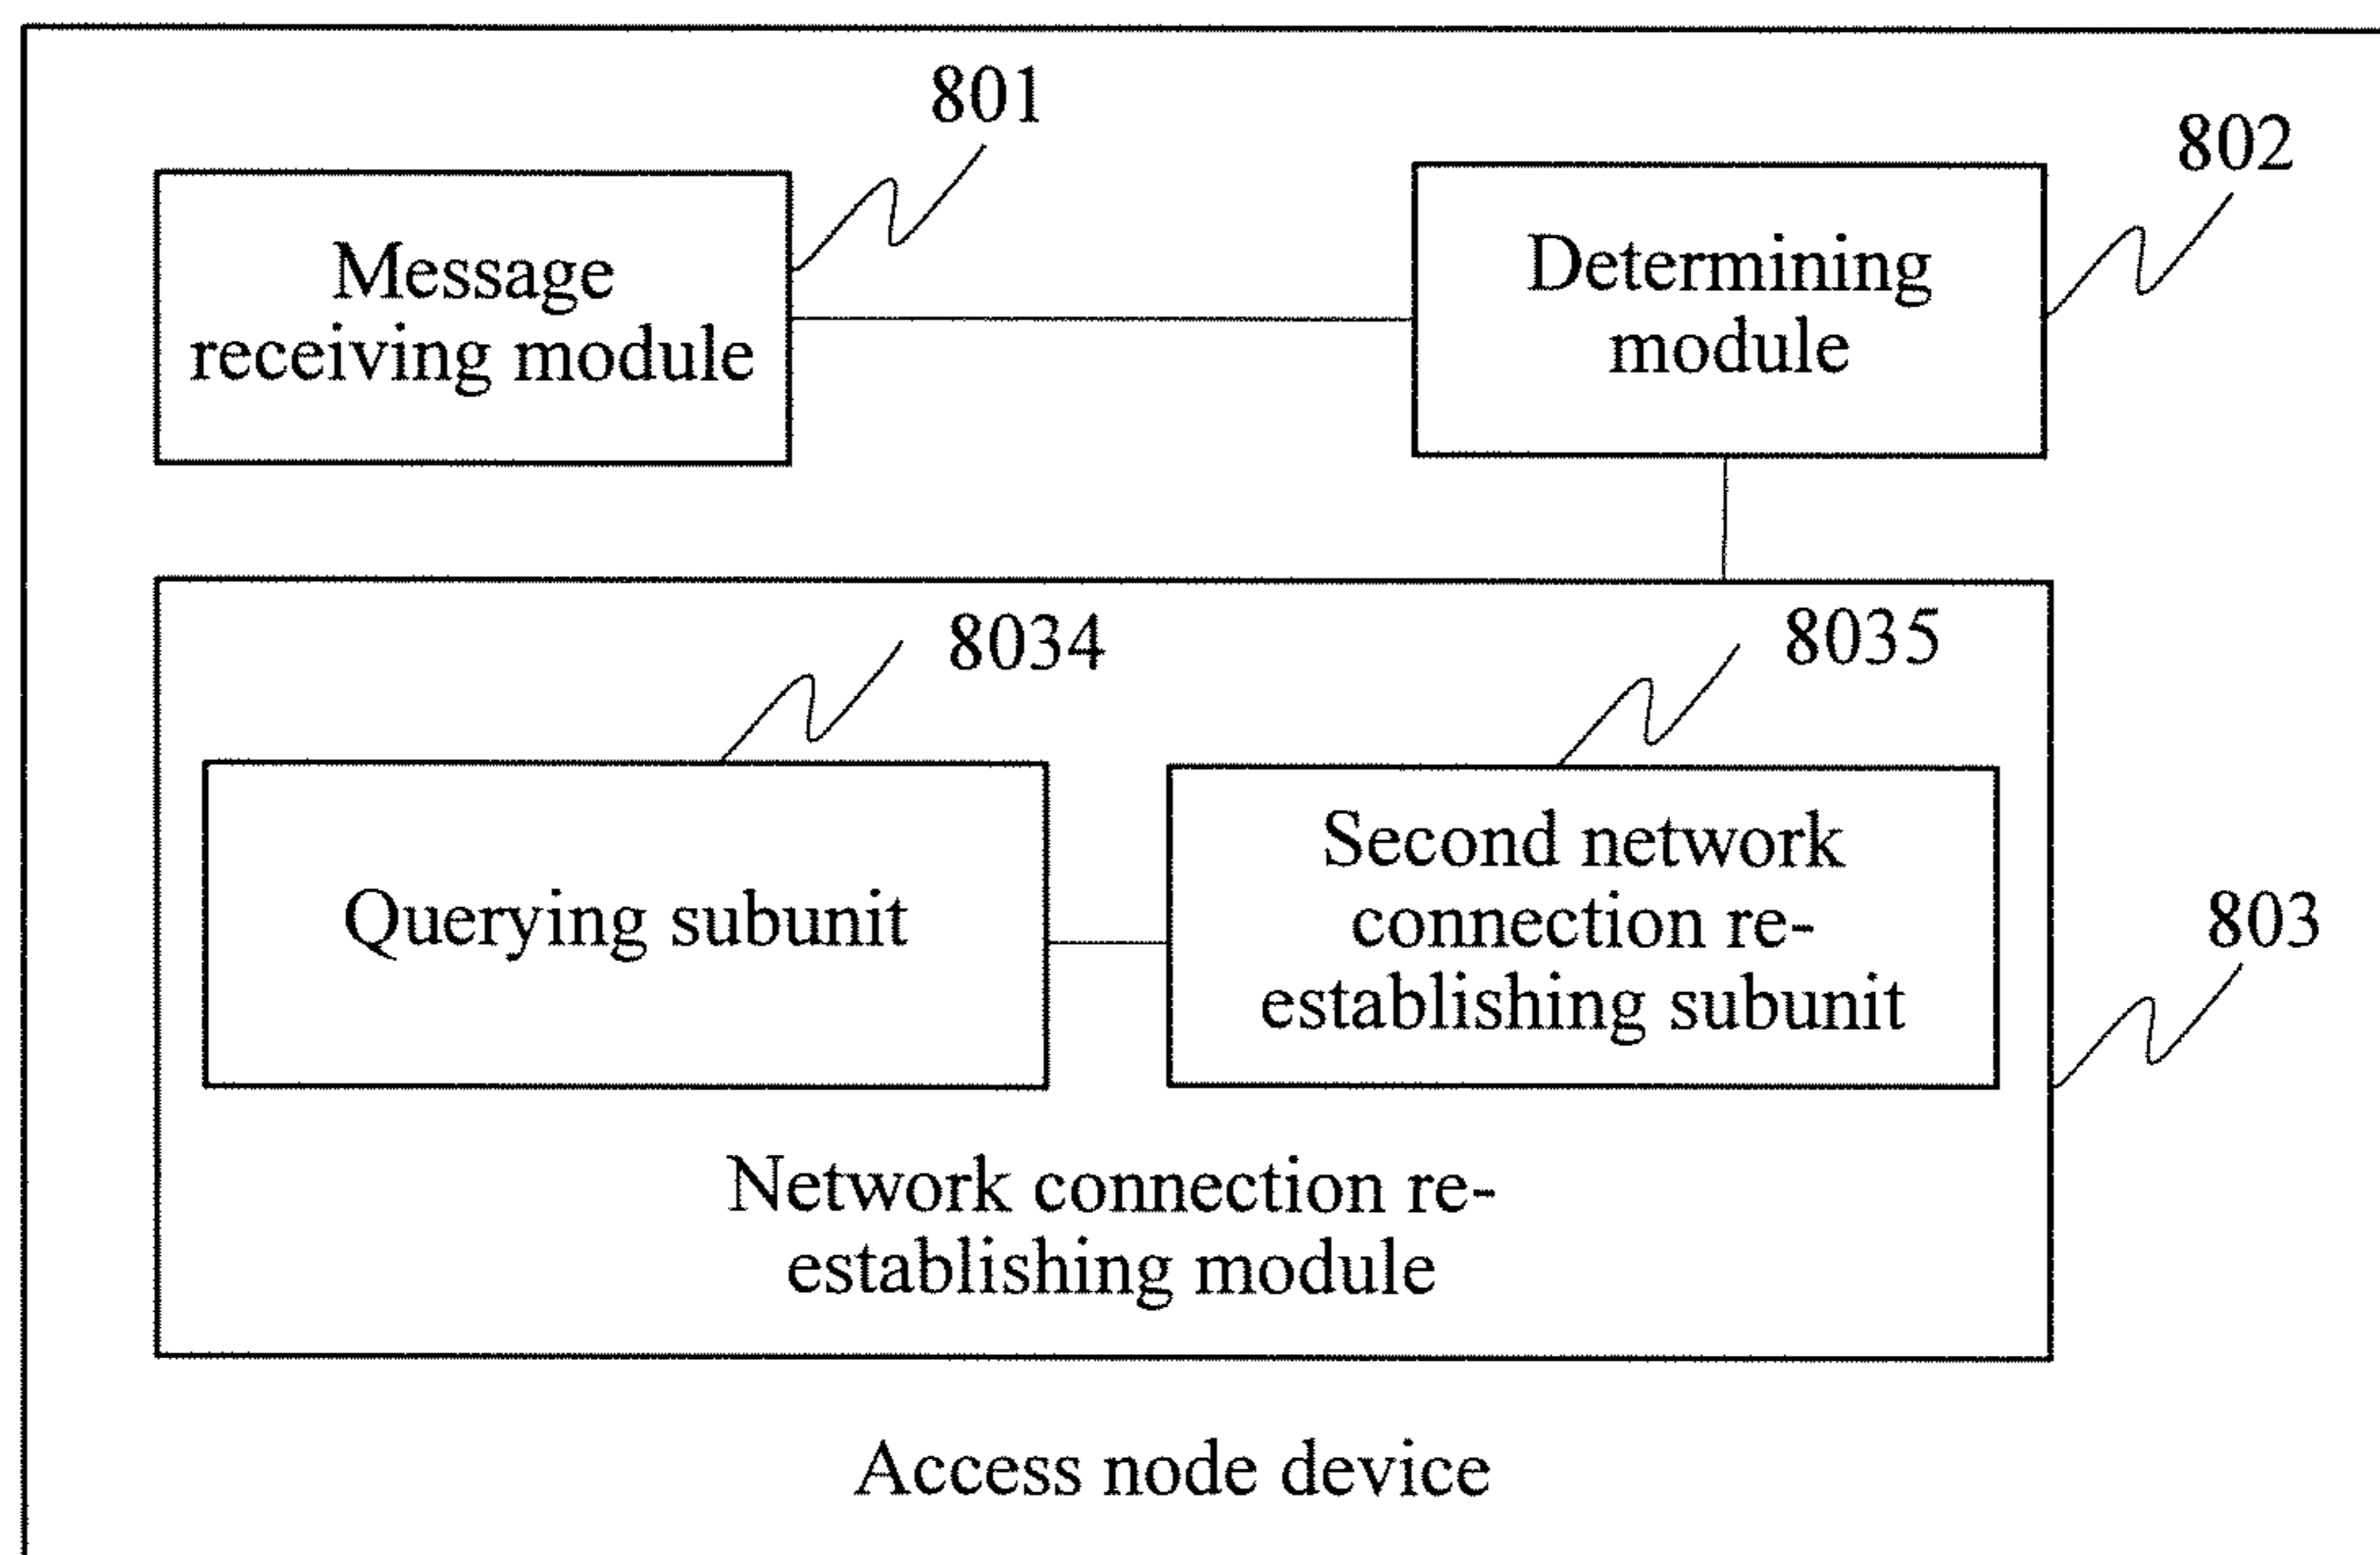 801
802
Message
receiving module
Determining
module
8034
8035
Querying subunit
Second network
connection re-
establishing subunit
803
Network connection re-
establishing module
Access node device